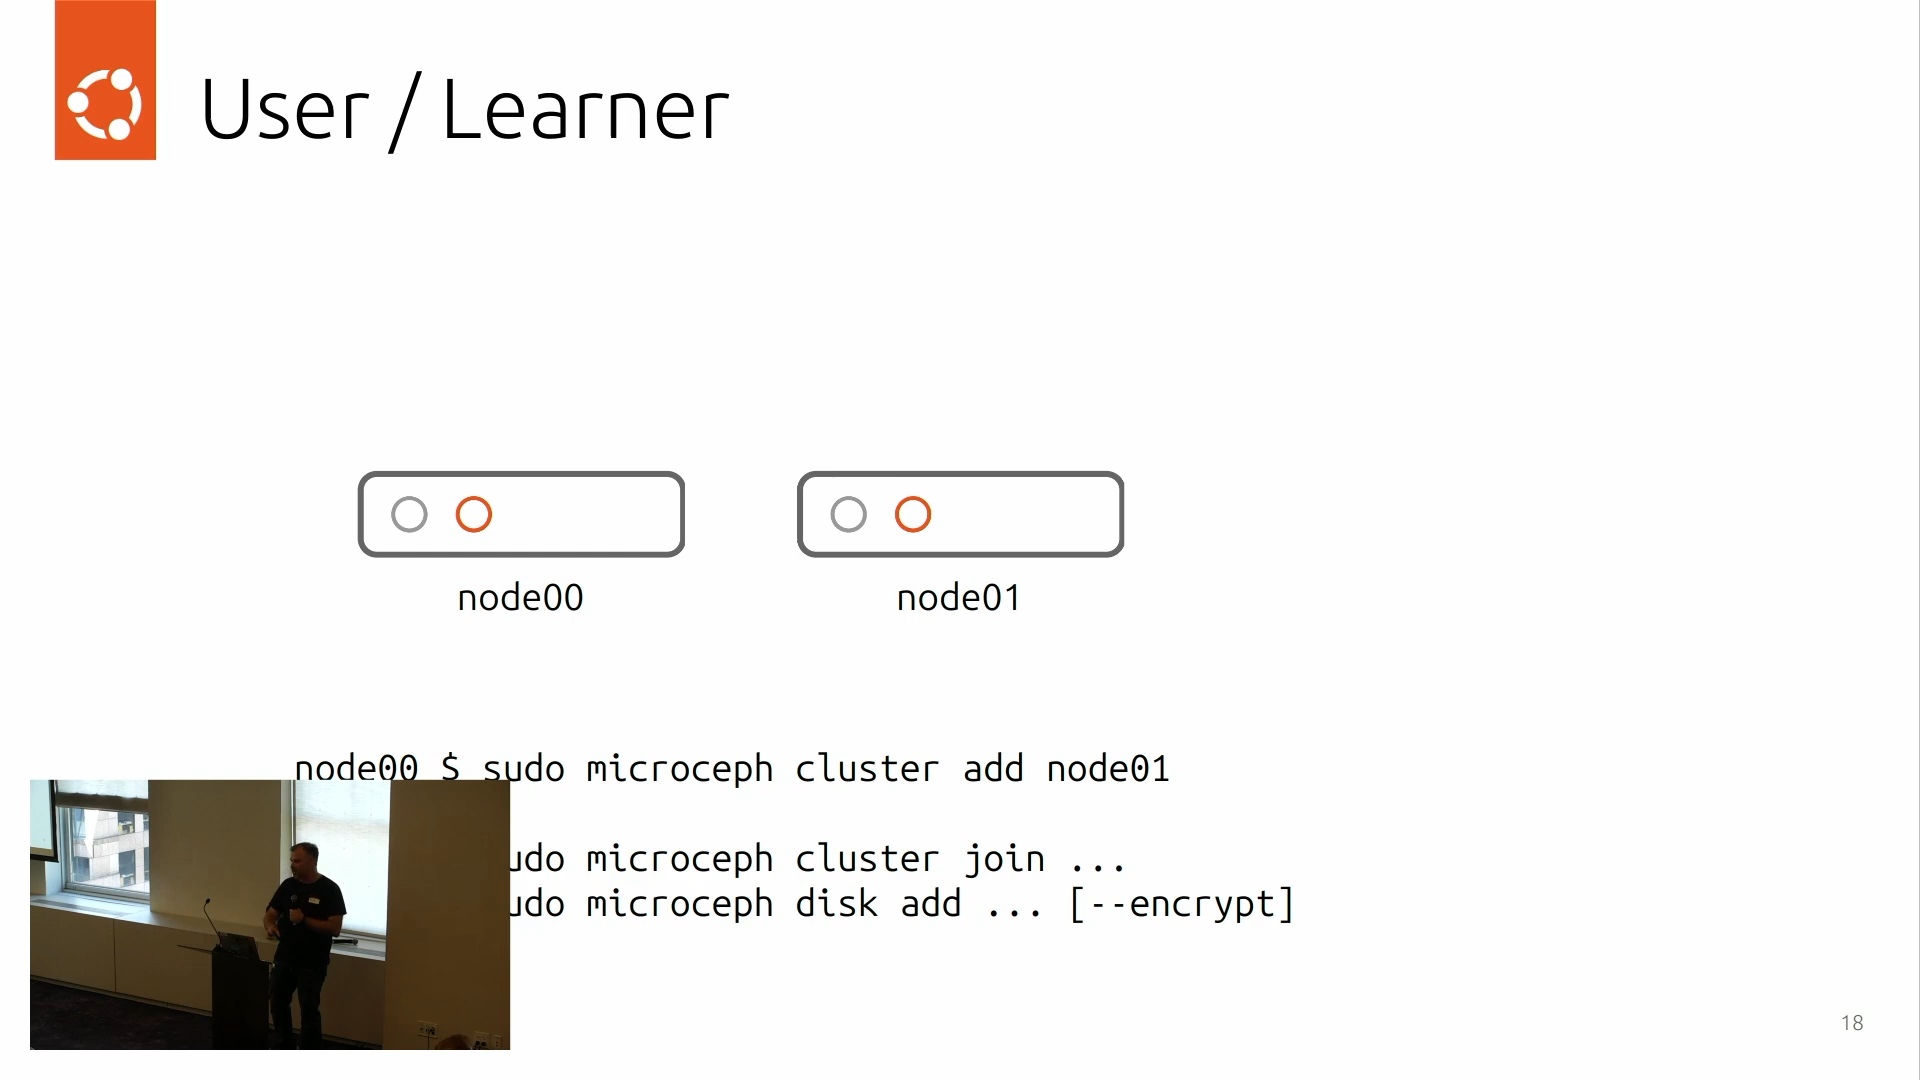 User / Learner
node00
node01
node00 $ sudo microceph cluster add node01
udo microceph cluster join ...
udo microceph disk add ... [--encrypt]
18